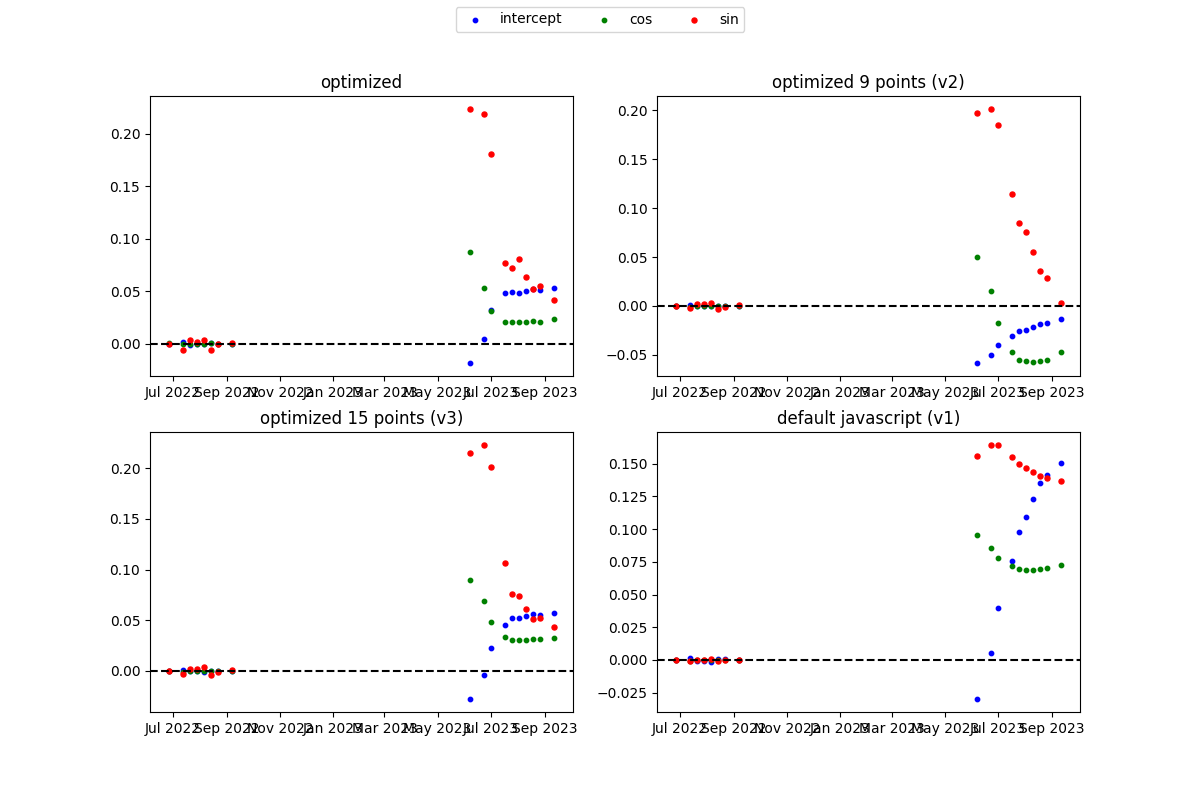 intercept cos sin
optimized
0.20
0.15
0.10
0.05
0.00
Jul 2022 Sep 2022 Nov 2022 Jan 2023 Mar 2023 May 2023 Jul 2023 Sep 2023
optimized 9 points (v2)
0.20
0.15
0.10
0.05
0.00
−0.05
Jul 2022 Sep 2022 Nov 2022 Jan 2023 Mar 2023 May 2023 Jul 2023 Sep 2023
optimized 15 points (v3)
0.20
0.15
0.10
0.05
0.00
Jul 2022 Sep 2022 Nov 2022 Jan 2023 Mar 2023 May 2023 Jul 2023 Sep 2023
default javascript (v1)
0.150
0.125
0.100
0.075
0.050
0.025
0.000
−0.025
Jul 2022 Sep 2022 Nov 2022 Jan 2023 Mar 2023 May 2023 Jul 2023 Sep 2023